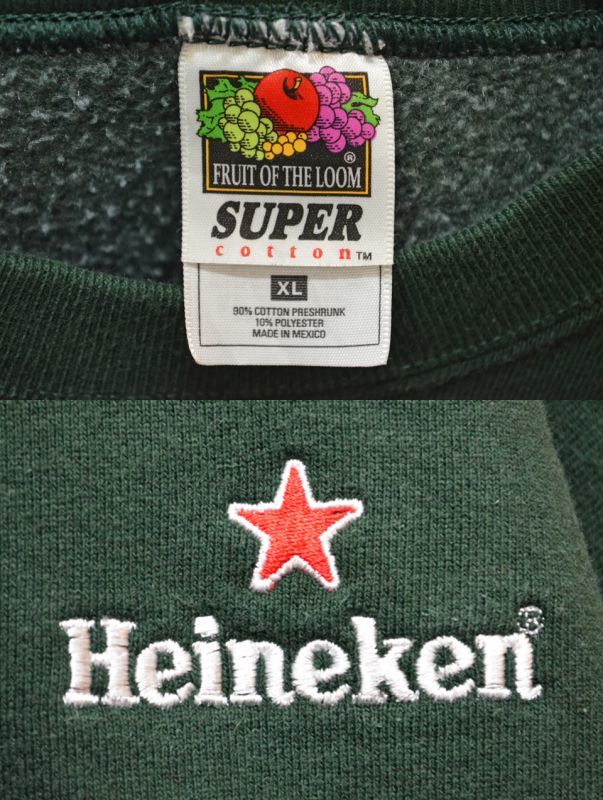 ®
FRUIT OF THE LOOM
SUPER
cotton™
XL
90% COTTON PRESHRUNK
10% POLYESTER
MADE IN MEXICO
Heineken®